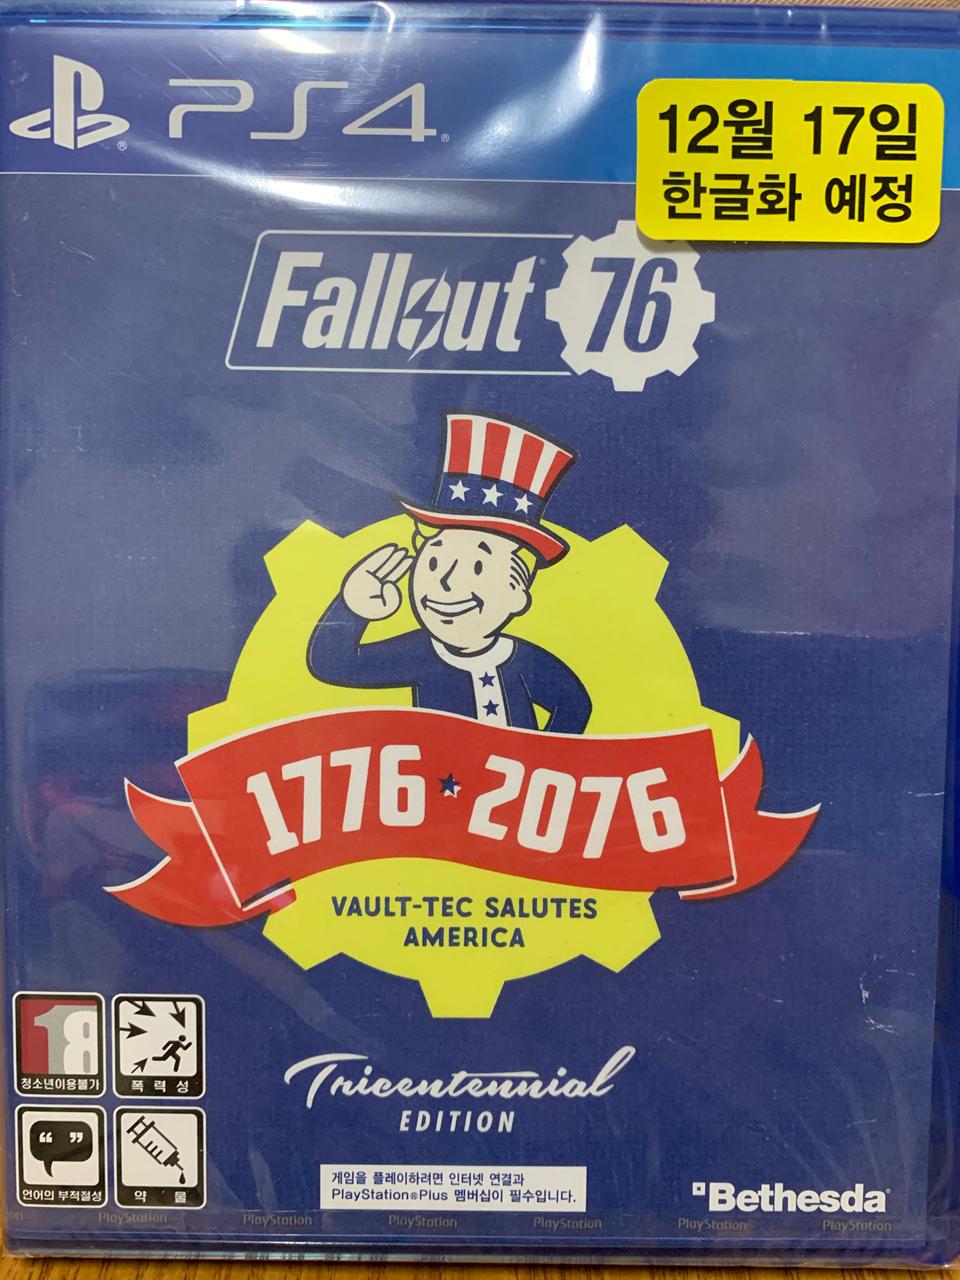 PS4
12월 17일
한글화 예정
Fallout 76
1776 ★ 2076
VAULT-TEC SALUTES
AMERICA
18
청소년이용불가
폭력성
언어의 부적절성
약물
Tricentennial
EDITION
게임을 플레이하려면 인터넷 연결과
PlayStation®Plus 멤버십이 필수입니다.
Bethesda®
PlayStation PlayStation PlayStation PlayStation PlayStation PlayStation